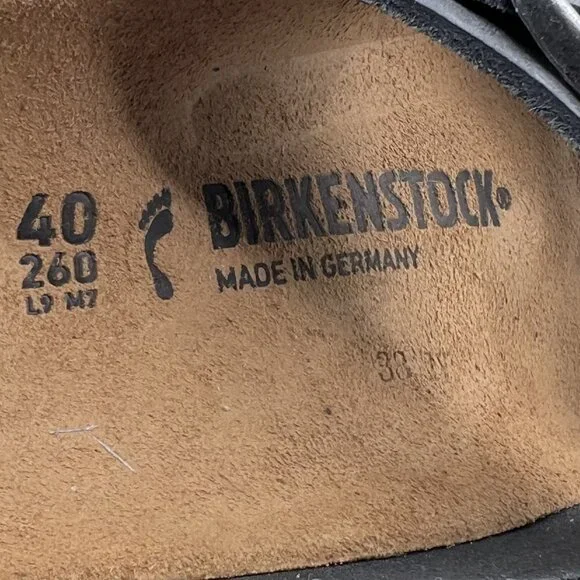 40
260
L9 M7
BIRKENSTOCK®
MADE IN GERMANY